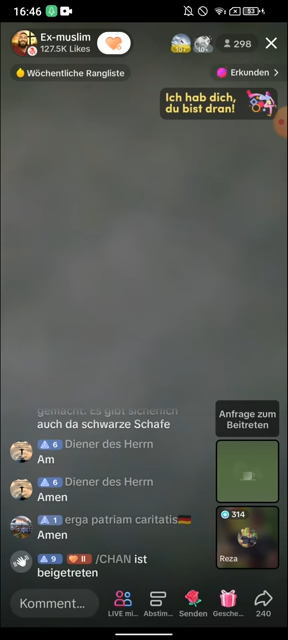 16:46
53
Ex-muslim
127.5K Likes
10+
10+
298
Wöchentliche Rangliste
Erkunden >
Ich hab dich,
du bist dran!
gemacht. Es gibt sicherlich
auch da schwarze Schafe
Anfrage zum
Beitreten
6 Diener des Herrn
Am
6 Diener des Herrn
Amen
1 erga patriam caritatis🇩🇪
Amen
9 II /CHAN ist
beigetreten
314
Reza
Komment...
LIVE mi...
Abstim...
Senden
Gesche...
240